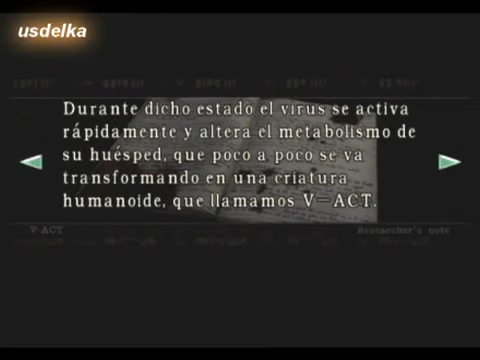 usdelka
Durante dicho estado el virus se activa
rápidamente y altera el metabolismo de
su huésped, que poco a poco se va
transformando en una criatura
humanoide, que llamamos V-ACT.
V-ACT
Researcher's note